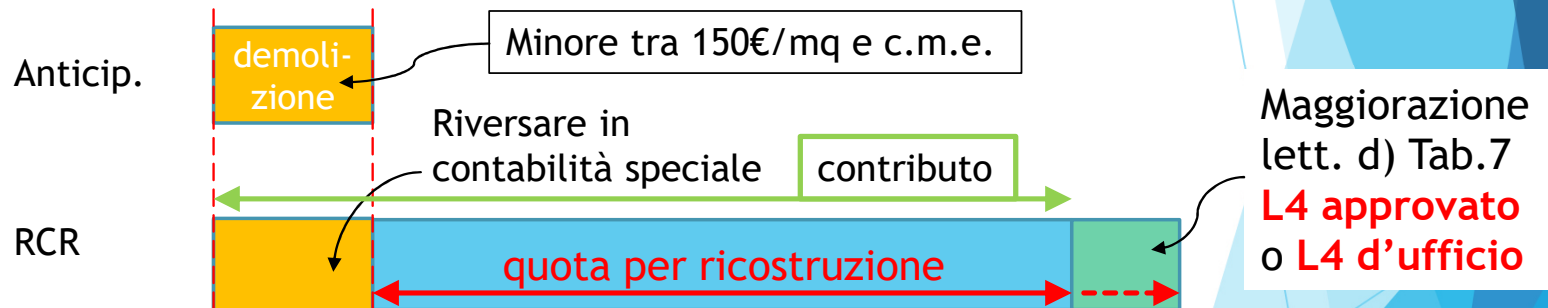 Anticip.
demoli-
zione
Minore tra 150€/mq e c.m.e.
Riversare in
contabilità speciale
contributo
Maggiorazione
lett. d) Tab.7
L4 approvato
o L4 d’ufficio
RCR
quota per ricostruzione